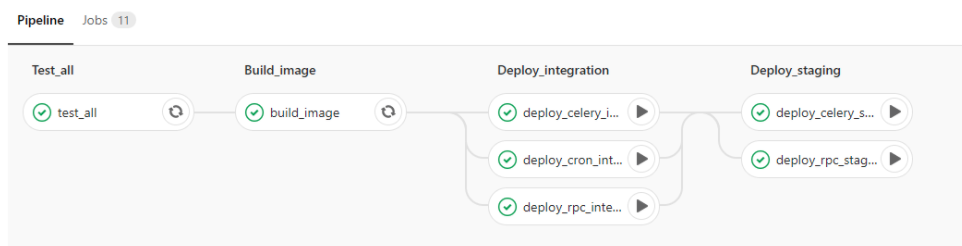 Pipeline Jobs 11
Test_all Build_image Deploy_integration Deploy_staging
test_all build_image deploy_celery_i... deploy_celery_s...
deploy_cron_int... deploy_rpc_stag...
deploy_rpc_inte...